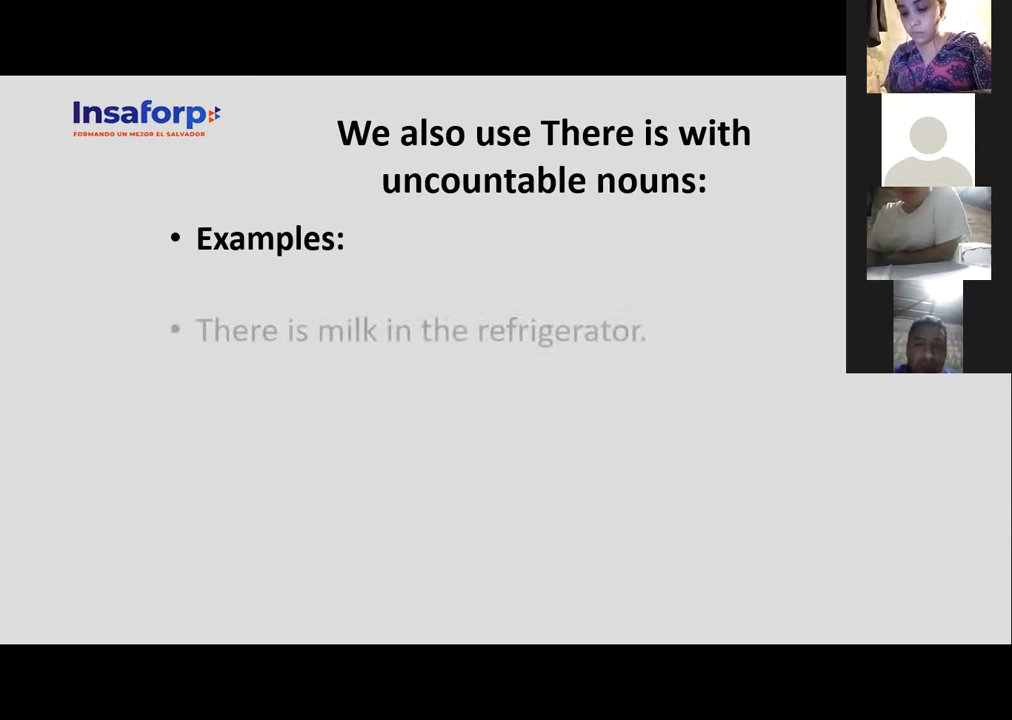 Insaforp
FORMANDO UN MEJOR EL SALVADOR
We also use There is with
uncountable nouns:
• Examples:
• There is milk in the refrigerator.